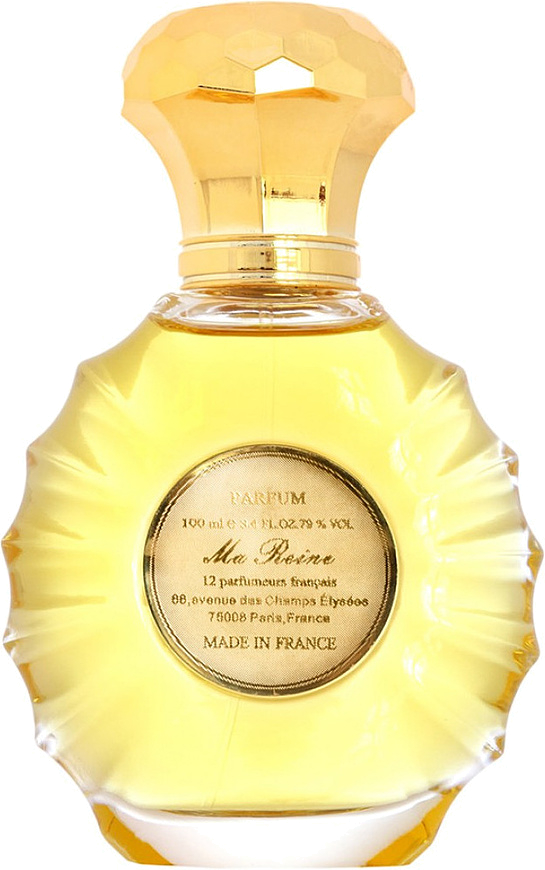 PARFUM
100 ml e 3.4 FL.OZ.79 % VOL
Ma Reine
12 parfumeurs français
66,avenue des Champs Élysées
75008 Paris,France
MADE IN FRANCE